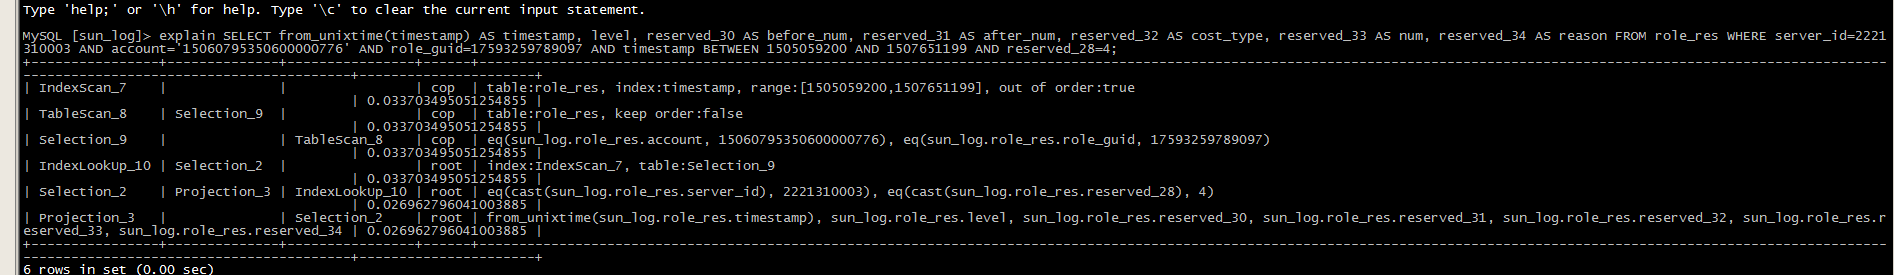 Type 'help;' or '\h' for help. Type '\c' to clear the current input statement.
MySQL [sun_log]> explain SELECT from_unixtime(timestamp) AS timestamp, level, reserved_30 AS before_num, reserved_31 AS after_num, reserved_32 AS cost_type, reserved_33 AS num, reserved_34 AS reason FROM role_res WHERE server_id=2221
310003 AND account='15060795350600000776' AND role_guid=17593259789097 AND timestamp BETWEEN 1505059200 AND 1507651199 AND reserved_28=4;
| IndexScan_7 | | | cop | table:role_res, index:timestamp, range:[1505059200,1507651199], out of order:true
| 0.033703495051254855 |
| TableScan_8 | Selection_9 | | cop | table:role_res, keep order:false
| 0.033703495051254855 |
| Selection_9 | | TableScan_8 | cop | eq(sun_log.role_res.account, 15060795350600000776), eq(sun_log.role_res.role_guid, 17593259789097)
| 0.033703495051254855 |
| IndexLookUp_10 | Selection_2 | | root | index:IndexScan_7, table:Selection_9
| 0.033703495051254855 |
| Selection_2 | Projection_3 | IndexLookUp_10 | root | eq(cast(sun_log.role_res.server_id), 2221310003), eq(cast(sun_log.role_res.reserved_28), 4)
| 0.026962796041003885 |
| Projection_3 | | Selection_2 | root | from_unixtime(sun_log.role_res.timestamp), sun_log.role_res.level, sun_log.role_res.reserved_30, sun_log.role_res.reserved_31, sun_log.role_res.reserved_32, sun_log.role_res.r
eserved_33, sun_log.role_res.reserved_34 | 0.026962796041003885 |
6 rows in set (0.00 sec)